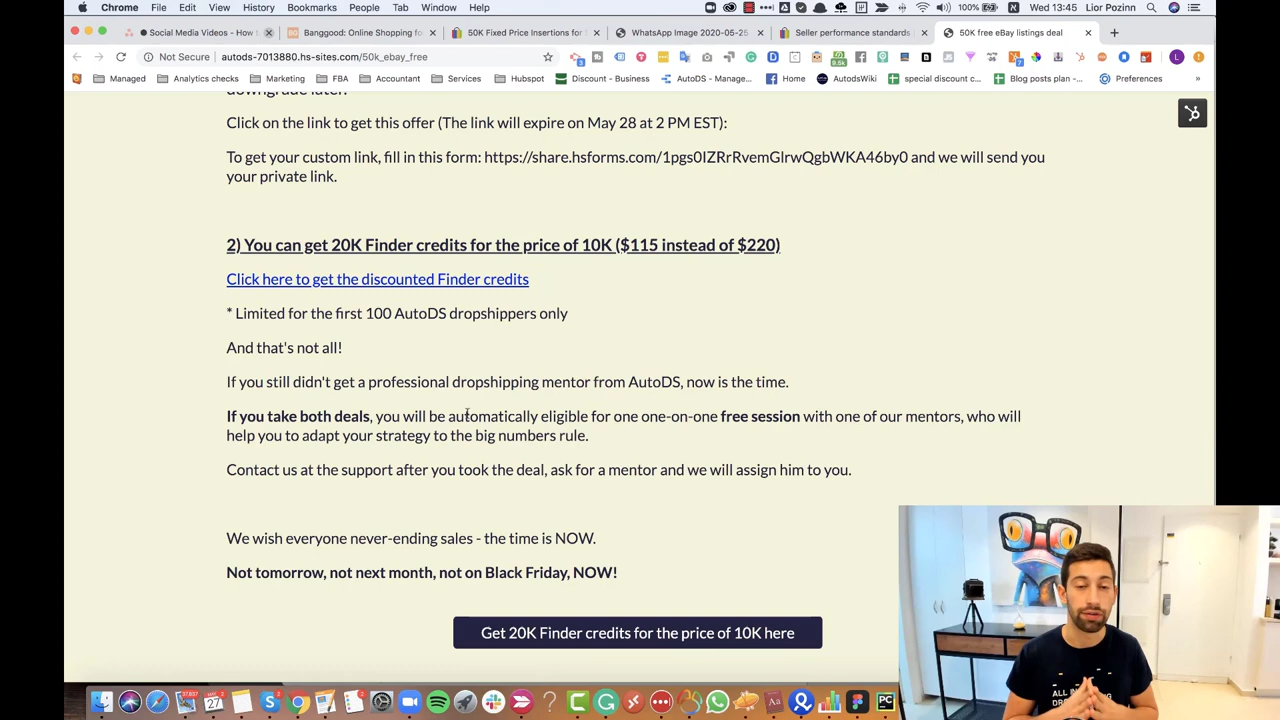 Chrome File Edit View History Bookmarks People Tab Window Help 100% Wed 13:45 Lior Pozinn
Social Media Videos - How Banggood: Online Shopping fo 50K Fixed Price Insertions for WhatsApp Image 2020-05-25 Seller performance standards 50K free eBay listings deal
Not Secure autods-7013880.hs-sites.com/50k_ebay_free
Managed Analytics checks Marketing FBA Accountant Services Hubspot Discount - Business AutoDS - Manage... Home AutodsWiki special discount c... Blog posts plan -... Preferences »
downgrade later.
Click on the link to get this offer (The link will expire on May 28 at 2 PM EST):
To get your custom link, fill in this form: https://share.hsforms.com/1pgs0IZRrRvemGlrwQgbWKA46by0 and we will send you
your private link.
2) You can get 20K Finder credits for the price of 10K ($115 instead of $220)
Click here to get the discounted Finder credits
* Limited for the first 100 AutoDS dropshippers only
And that's not all!
If you still didn't get a professional dropshipping mentor from AutoDS, now is the time.
If you take both deals, you will be automatically eligible for one one-on-one free session with one of our mentors, who will
help you to adapt your strategy to the big numbers rule.
Contact us at the support after you took the deal, ask for a mentor and we will assign him to you.
We wish everyone never-ending sales - the time is NOW.
Not tomorrow, not next month, not on Black Friday, NOW!
Get 20K Finder credits for the price of 10K here